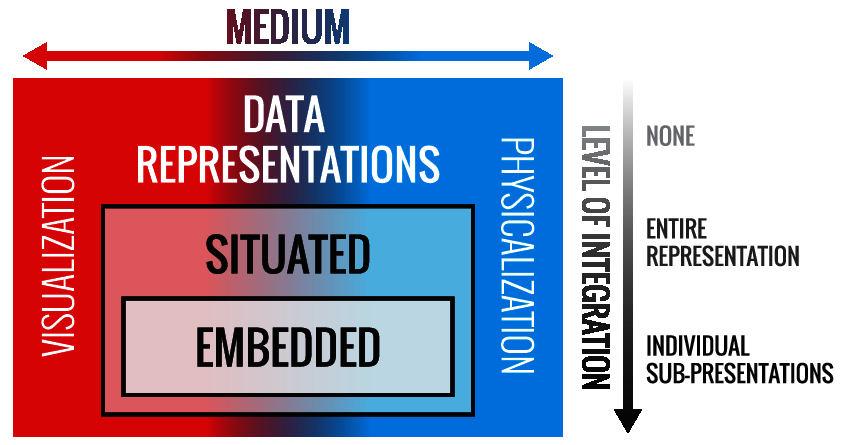 MEDIUM
DATA
REPRESENTATIONS
VISUALIZATION
PHYSICALIZATION
SITUATED
EMBEDDED
LEVEL OF INTEGRATION
NONE
ENTIRE
REPRESENTATION
INDIVIDUAL
SUB-PRESENTATIONS